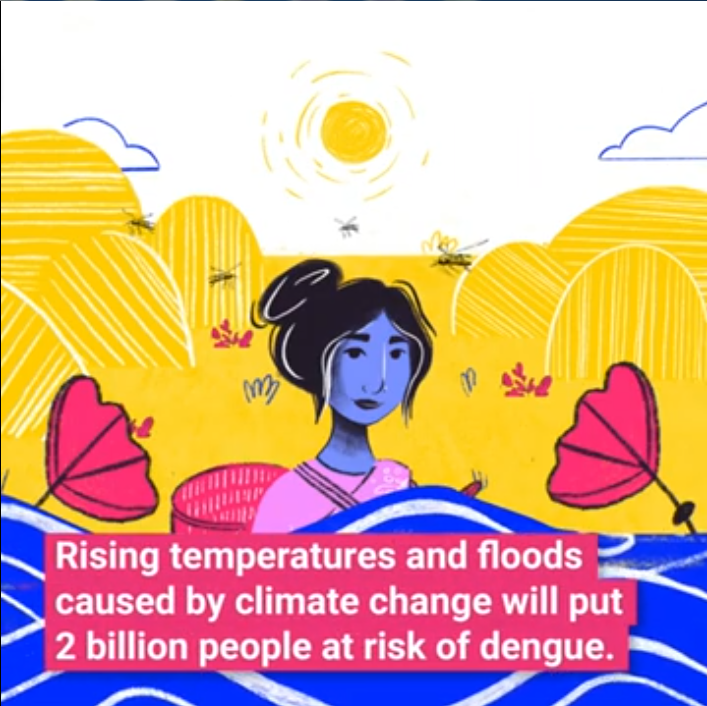 Rising temperatures and floods
caused by climate change will put
2 billion people at risk of dengue.